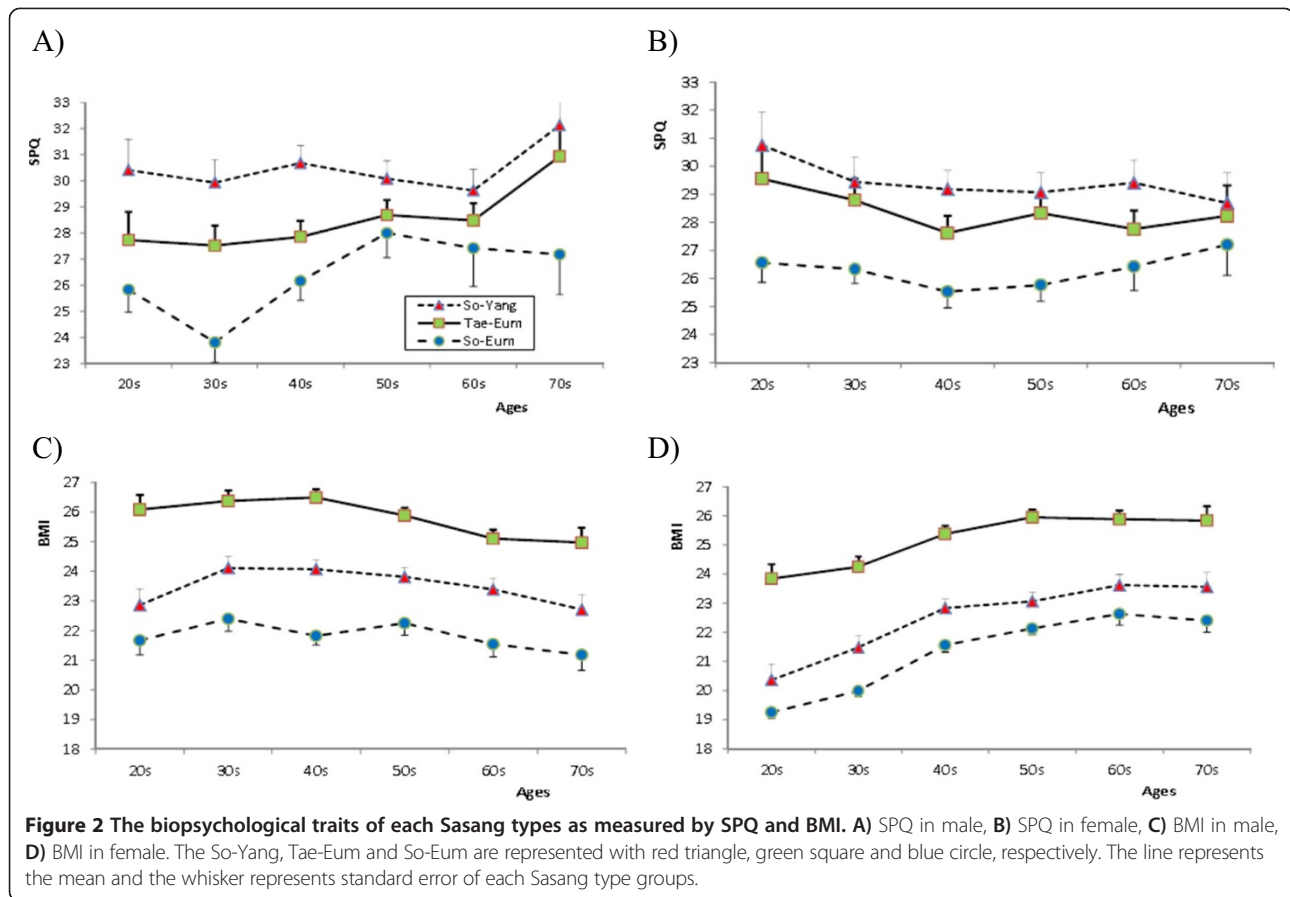 A)
SPQ
33
32
31
30
29
28
27
26
25
24
23
So-Yang
Tae-Eum
So-Eum
20s 30s 40s 50s 60s 70s
Ages
B)
SPQ
33
32
31
30
29
28
27
26
25
24
23
20s 30s 40s 50s 60s 70s
Ages
C)
BMI
27
26
25
24
23
22
21
20
19
18
20s 30s 40s 50s 60s 70s
Ages
D)
BMI
27
26
25
24
23
22
21
20
19
18
20s 30s 40s 50s 60s 70s
Ages
Figure 2 The biopsychological traits of each Sasang types as measured by SPQ and BMI. A) SPQ in male, B) SPQ in female, C) BMI in male,
D) BMI in female. The So-Yang, Tae-Eum and So-Eum are represented with red triangle, green square and blue circle, respectively. The line represents
the mean and the whisker represents standard error of each Sasang type groups.